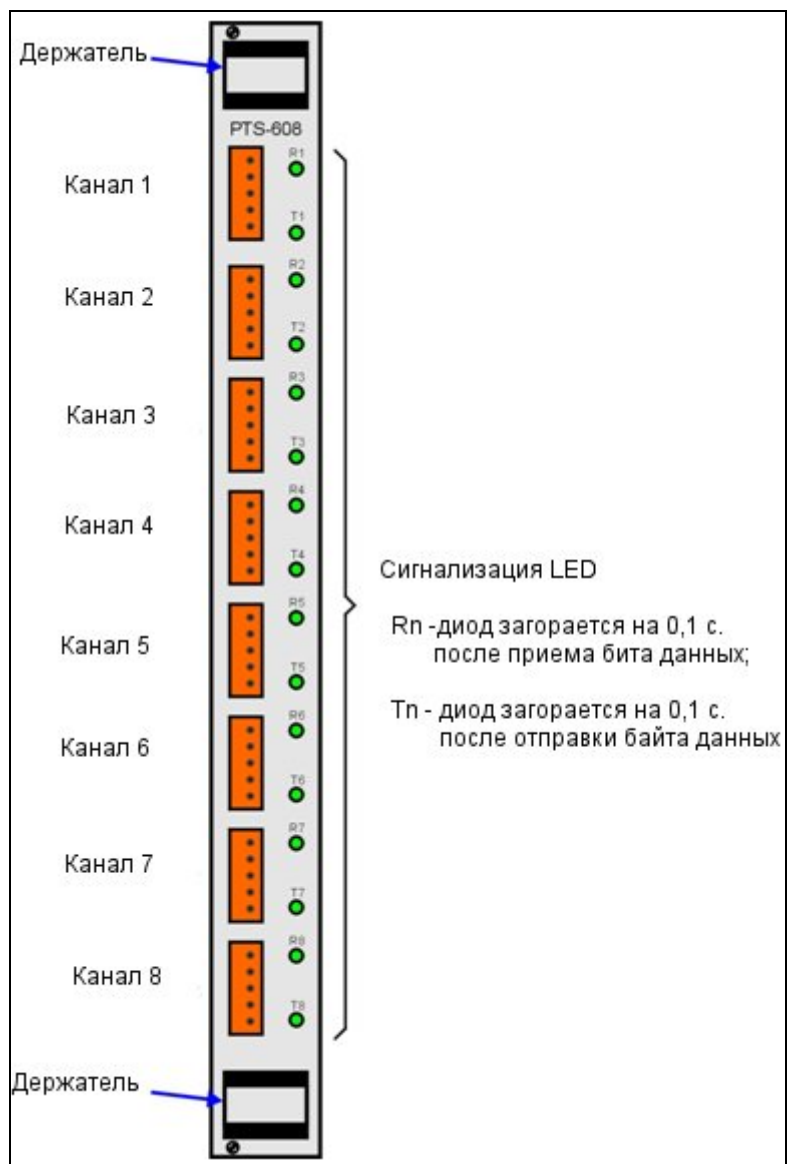 Держатель
PTS-608
R1
Канал 1
T1
R2
Канал 2
T2
R3
Канал 3
T3
R4
Канал 4
T4
Сигнализация LED
R5
Rn -диод загорается на 0,1 с.
Канал 5
после приема бита данных;
T5
Tn - диод загорается на 0,1 с.
R6
после отправки байта данных
Канал 6
T6
R7
Канал 7
T7
R8
Канал 8
T8
Держатель